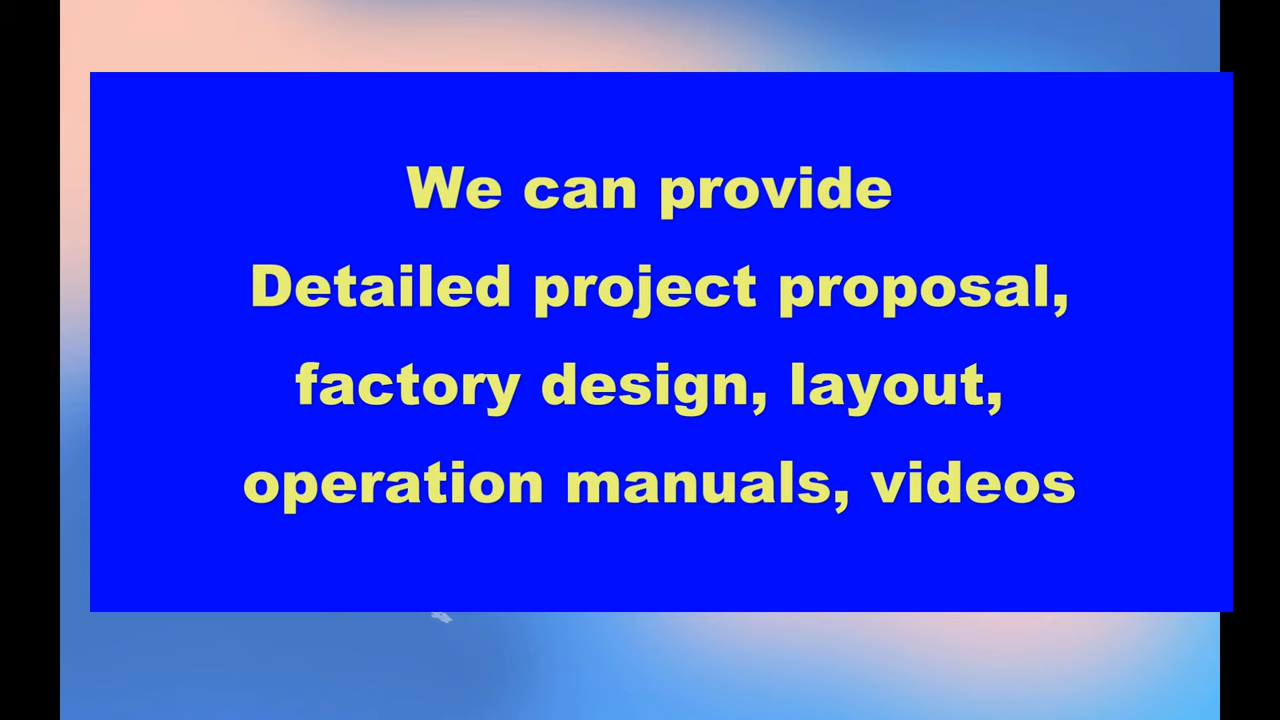 We can provide
Detailed project proposal,
factory design, layout,
operation manuals, videos